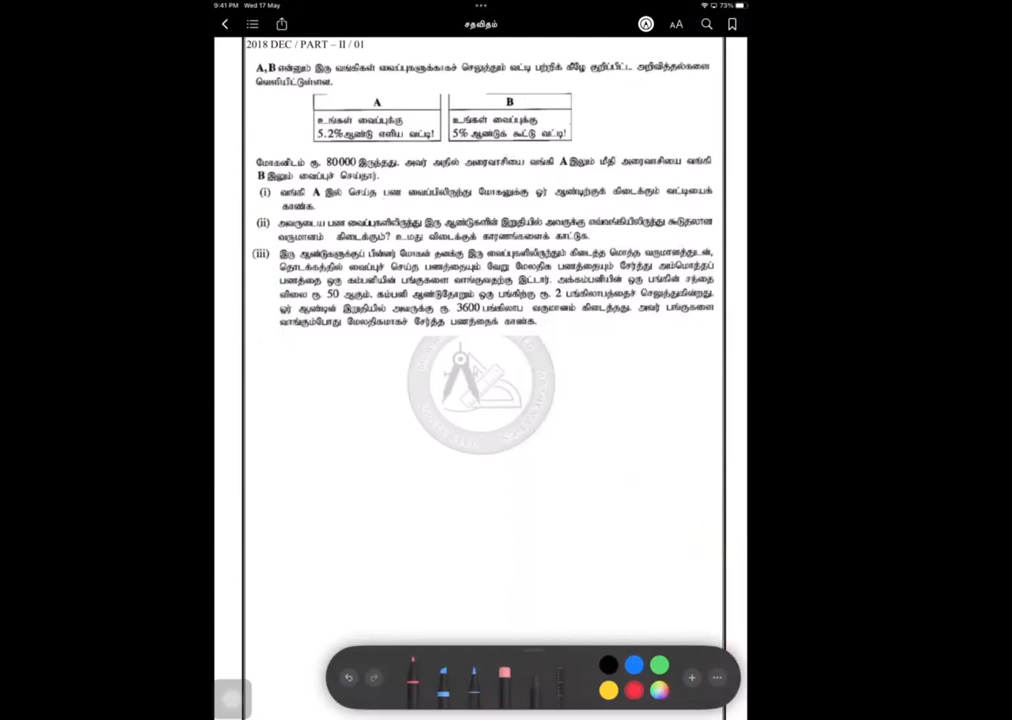 9:41 PM Wed 17 May
73%
சதவிதம்
AA
2018 DEC / PART – II / 01
A, B என்னும் இரு வங்கிகள் வைப்புகளுக்காகச் செலுத்தும் வட்டி பற்றிக் கீழே குறிப்பிட்ட அறிவித்தல்களை
வெளியிட்டுள்ளன.
A
B
உங்கள் வைப்புக்கு
5.2% ஆண்டு எளிய வட்டி!
உங்கள் வைப்புக்கு
5% ஆண்டுக் கூட்டு வட்டி!
மோகனிடம் ரூ. 80000 இருந்தது. அவர் அதில் அரைவாசியை வங்கி A இலும் மீதி அரைவாசியை வங்கி
B இலும் வைப்புச் செய்தார்.
(i) வங்கி A இல் செய்த பண வைப்பிலிருந்து மோகனுக்கு ஓர் ஆண்டிற்குக் கிடைக்கும் வட்டியைக்
காண்க.
(ii) அவருடைய பண வைப்புகளிலிருந்து இரு ஆண்டுகளின் இறுதியில் அவருக்கு எவ்வங்கியிலிருந்து கூடுதலான
வருமானம் கிடைக்கும்? உமது விடைக்குக் காரணங்களைக் காட்டுக.
(iii) இரு ஆண்டுகளுக்குப் பின்னர் மோகன் தனக்கு இரு வைப்புகளிலிருந்தும் கிடைத்த மொத்த வருமானத்துடன்,
தொடக்கத்தில் வைப்புச் செய்த பணத்தையும் வேறு மேலதிக பணத்தையும் சேர்த்து அம்மொத்தப்
பணத்தை ஒரு கம்பனியின் பங்குகளை வாங்குவதற்கு இட்டார். அக்கம்பனியின் ஒரு பங்கின் சந்தை
விலை ரூ. 50 ஆகும். கம்பனி ஆண்டுதோறும் ஒரு பங்கிற்கு ரூ. 2 பங்கிலாபத்தைச் செலுத்துகின்றது.
ஓர் ஆண்டின் இறுதியில் அவருக்கு ரூ. 3600 பங்கிலாப வருமானம் கிடைத்தது. அவர் பங்குகளை
வாங்கும்போது மேலதிகமாகச் சேர்த்த பணத்தைக் காண்க.